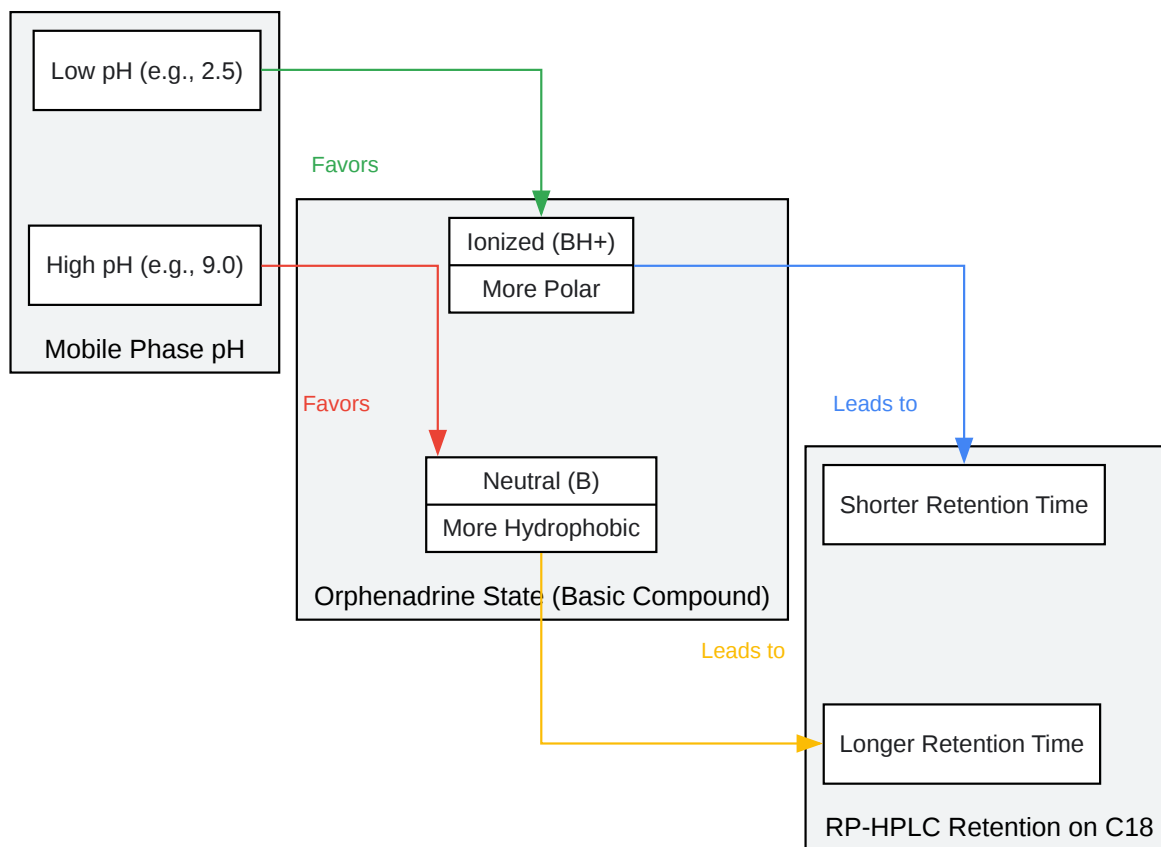 Low pH (e.g., 2.5)
Favors
High pH (e.g., 9.0)
Mobile Phase pH
Ionized (BH+)
More Polar
Favors
Neutral (B)
More Hydrophobic
Orphenadrine State (Basic Compound)
Leads to
Shorter Retention Time
Leads to
Longer Retention Time
RP-HPLC Retention on C18